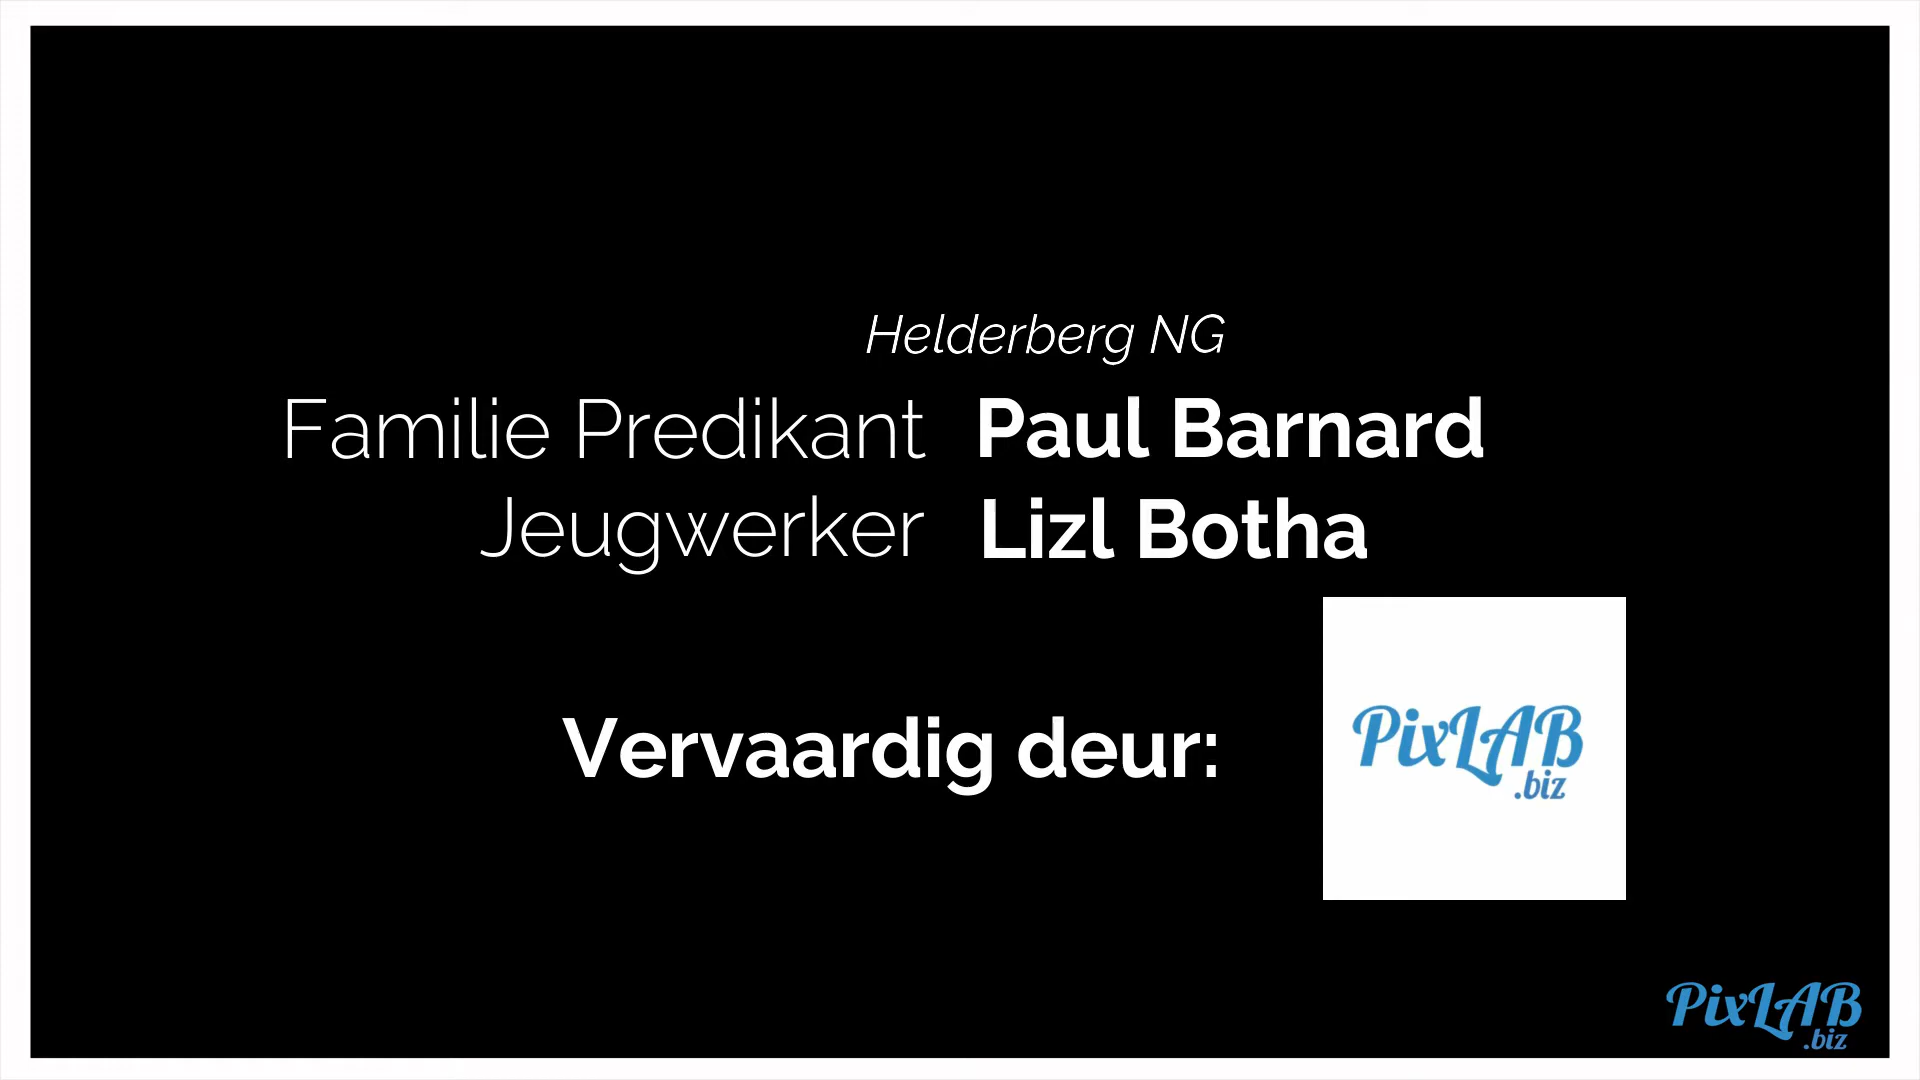 Helderberg NG
Familie Predikant Paul Barnard
Jeugwerker Lizl Botha
Vervaardig deur:
PixLAB
.biz
PixLAB
.biz